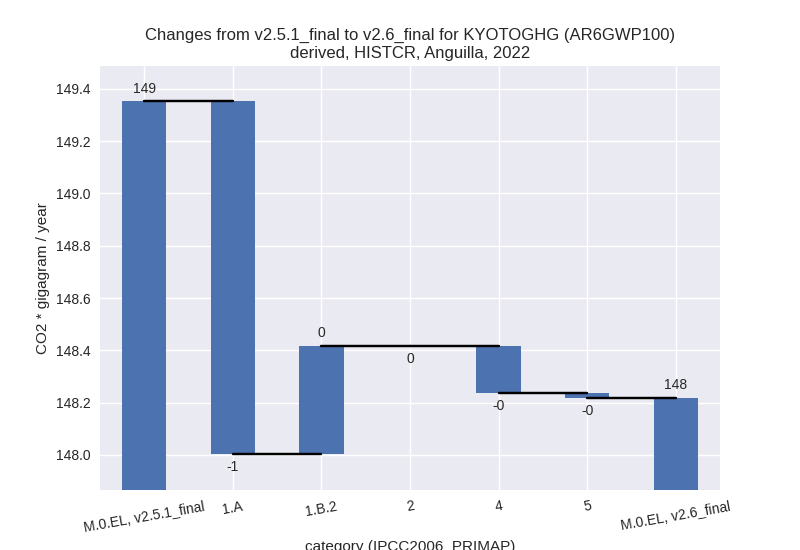 Changes from v2.5.1_final to v2.6_final for KYOTOGHG (AR6GWP100)
derived, HISTCR, Anguilla, 2022
CO2 * gigagram / year
149.4
149.2
149.0
148.8
148.6
148.4
148.2
148.0
149
-1
0
0
-0
-0
148
M.0.EL, v2.5.1_final
1.A
1.B.2
2
4
5
M.0.EL, v2.6_final
category (IPCC2006_PRIMAP)